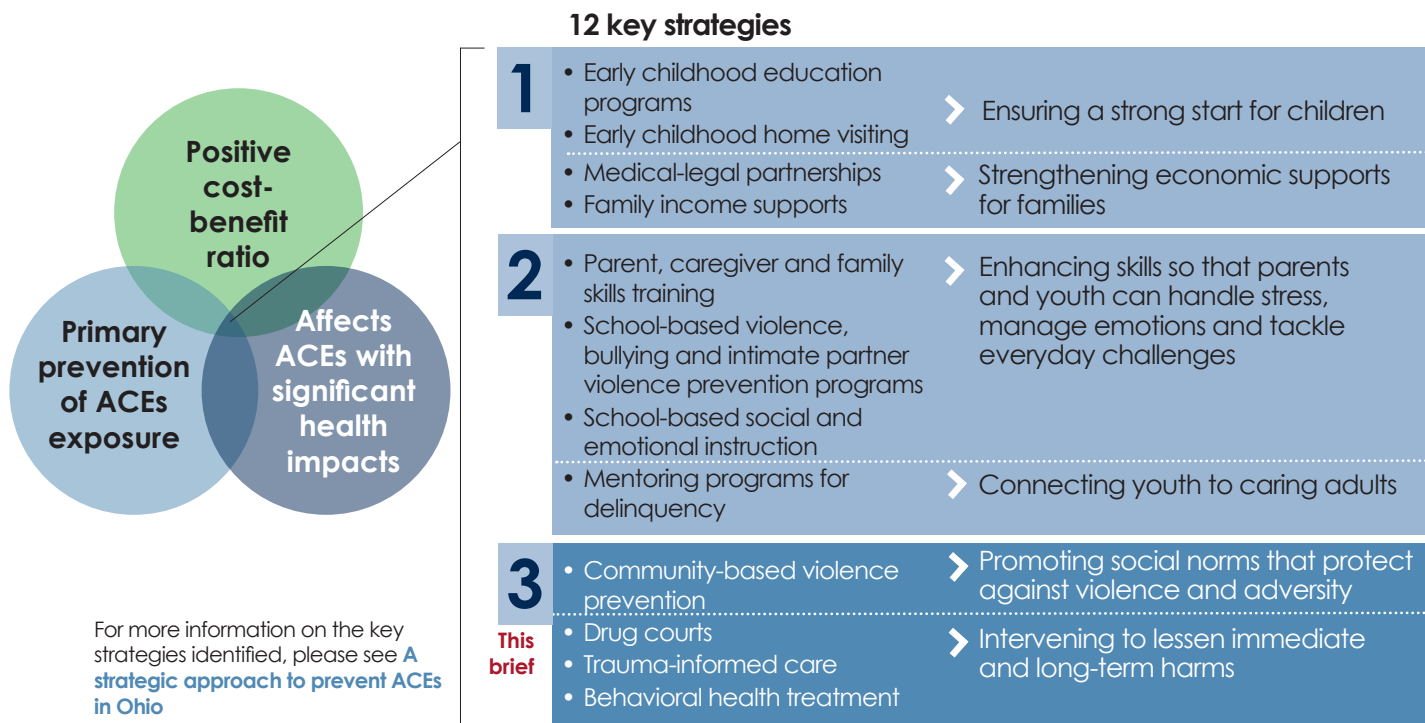 12 key strategies
Positive
cost-
benefit
ratio
Primary
prevention
of ACEs
exposure
Affects
ACEs with
significant
health
impacts
For more information on the key
strategies identified, please see A
strategic approach to prevent ACEs
in Ohio
1
• Early childhood education
programs
• Early childhood home visiting
Ensuring a strong start for children
• Medical-legal partnerships
• Family income supports
Strengthening economic supports
for families
2
• Parent, caregiver and family
skills training
• School-based violence,
bullying and intimate partner
violence prevention programs
• School-based social and
emotional instruction
Enhancing skills so that parents
and youth can handle stress,
manage emotions and tackle
everyday challenges
• Mentoring programs for
delinquency
Connecting youth to caring adults
3
This
brief
• Community-based violence
prevention
Promoting social norms that protect
against violence and adversity
• Drug courts
• Trauma-informed care
• Behavioral health treatment
Intervening to lessen immediate
and long-term harms